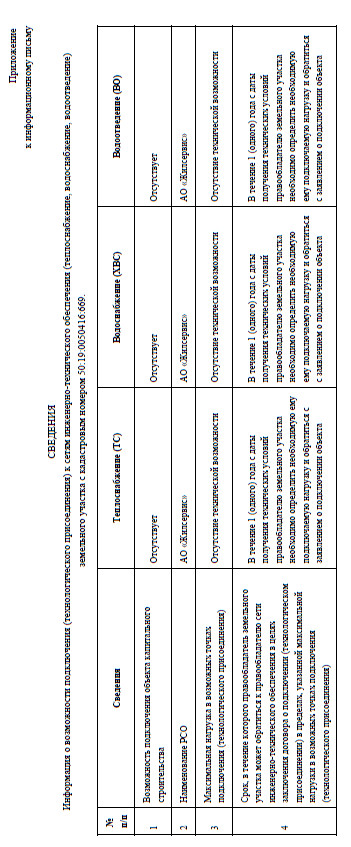 Приложение
к информационному письму
СВЕДЕНИЯ
Информация о возможности подключения (технологического присоединения) к сетям инженерно-технического обеспечения (теплоснабжение, водоснабжение, водоотведение)
земельного участка с кадастровым номером 50:19:0050416:669.
№
п/п
Сведения
Теплоснабжение (ТС)
Водоснабжение (ХВС)
Водоотведение (ВО)
1
Возможность подключения объекта капитального
строительства
Отсутствует
Отсутствует
Отсутствует
2
Наименование РСО
АО «Жилсервис»
АО «Жилсервис»
АО «Жилсервис»
3
Максимальная нагрузка в возможных точках
подключения (технологического присоединения)
Отсутствие технической возможности
Отсутствие технической возможности
Отсутствие технической возможности
4
Срок, в течение которого правообладатель земельного
участка может обратиться к правообладателю сети
инженерно-технического обеспечения в целях
заключения договора о подключении (технологическом
присоединении) в пределах, указанной максимальной
нагрузки в возможных точках подключения
(технологического присоединения)
В течение 1 (одного) года с даты
получения технических условий
правообладателю земельного участка
необходимо определить необходимую ему
подключаемую нагрузку и обратиться с
заявлением о подключении объекта
В течение 1 (одного) года с даты
получения технических условий
правообладателю земельного участка
необходимо определить необходимую
ему подключаемую нагрузку и обратиться
с заявлением о подключении объекта
В течение 1 (одного) года с даты
получения технических условий
правообладателю земельного участка
необходимо определить необходимую
ему подключаемую нагрузку и обратиться
с заявлением о подключении объекта